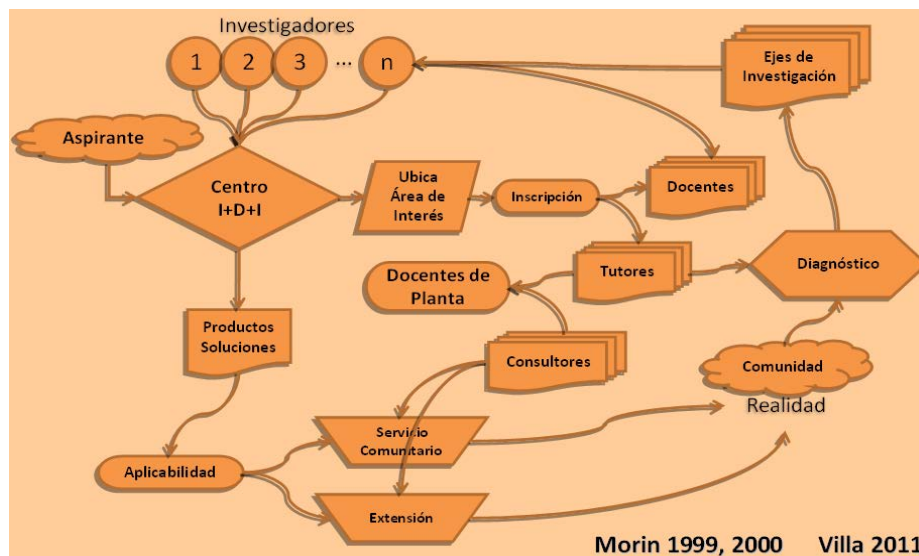 Investigadores
1 2 3 ... n
Ejes de
Investigación
Aspirante
Centro
I+D+I
Ubica
Área de
Interés
Inscripción
Docentes
Tutores
Diagnóstico
Docentes de
Planta
Productos
Soluciones
Consultores
Comunidad
Realidad
Servicio
Comunitario
Aplicabilidad
Extensión
Morin 1999, 2000 Villa 2011